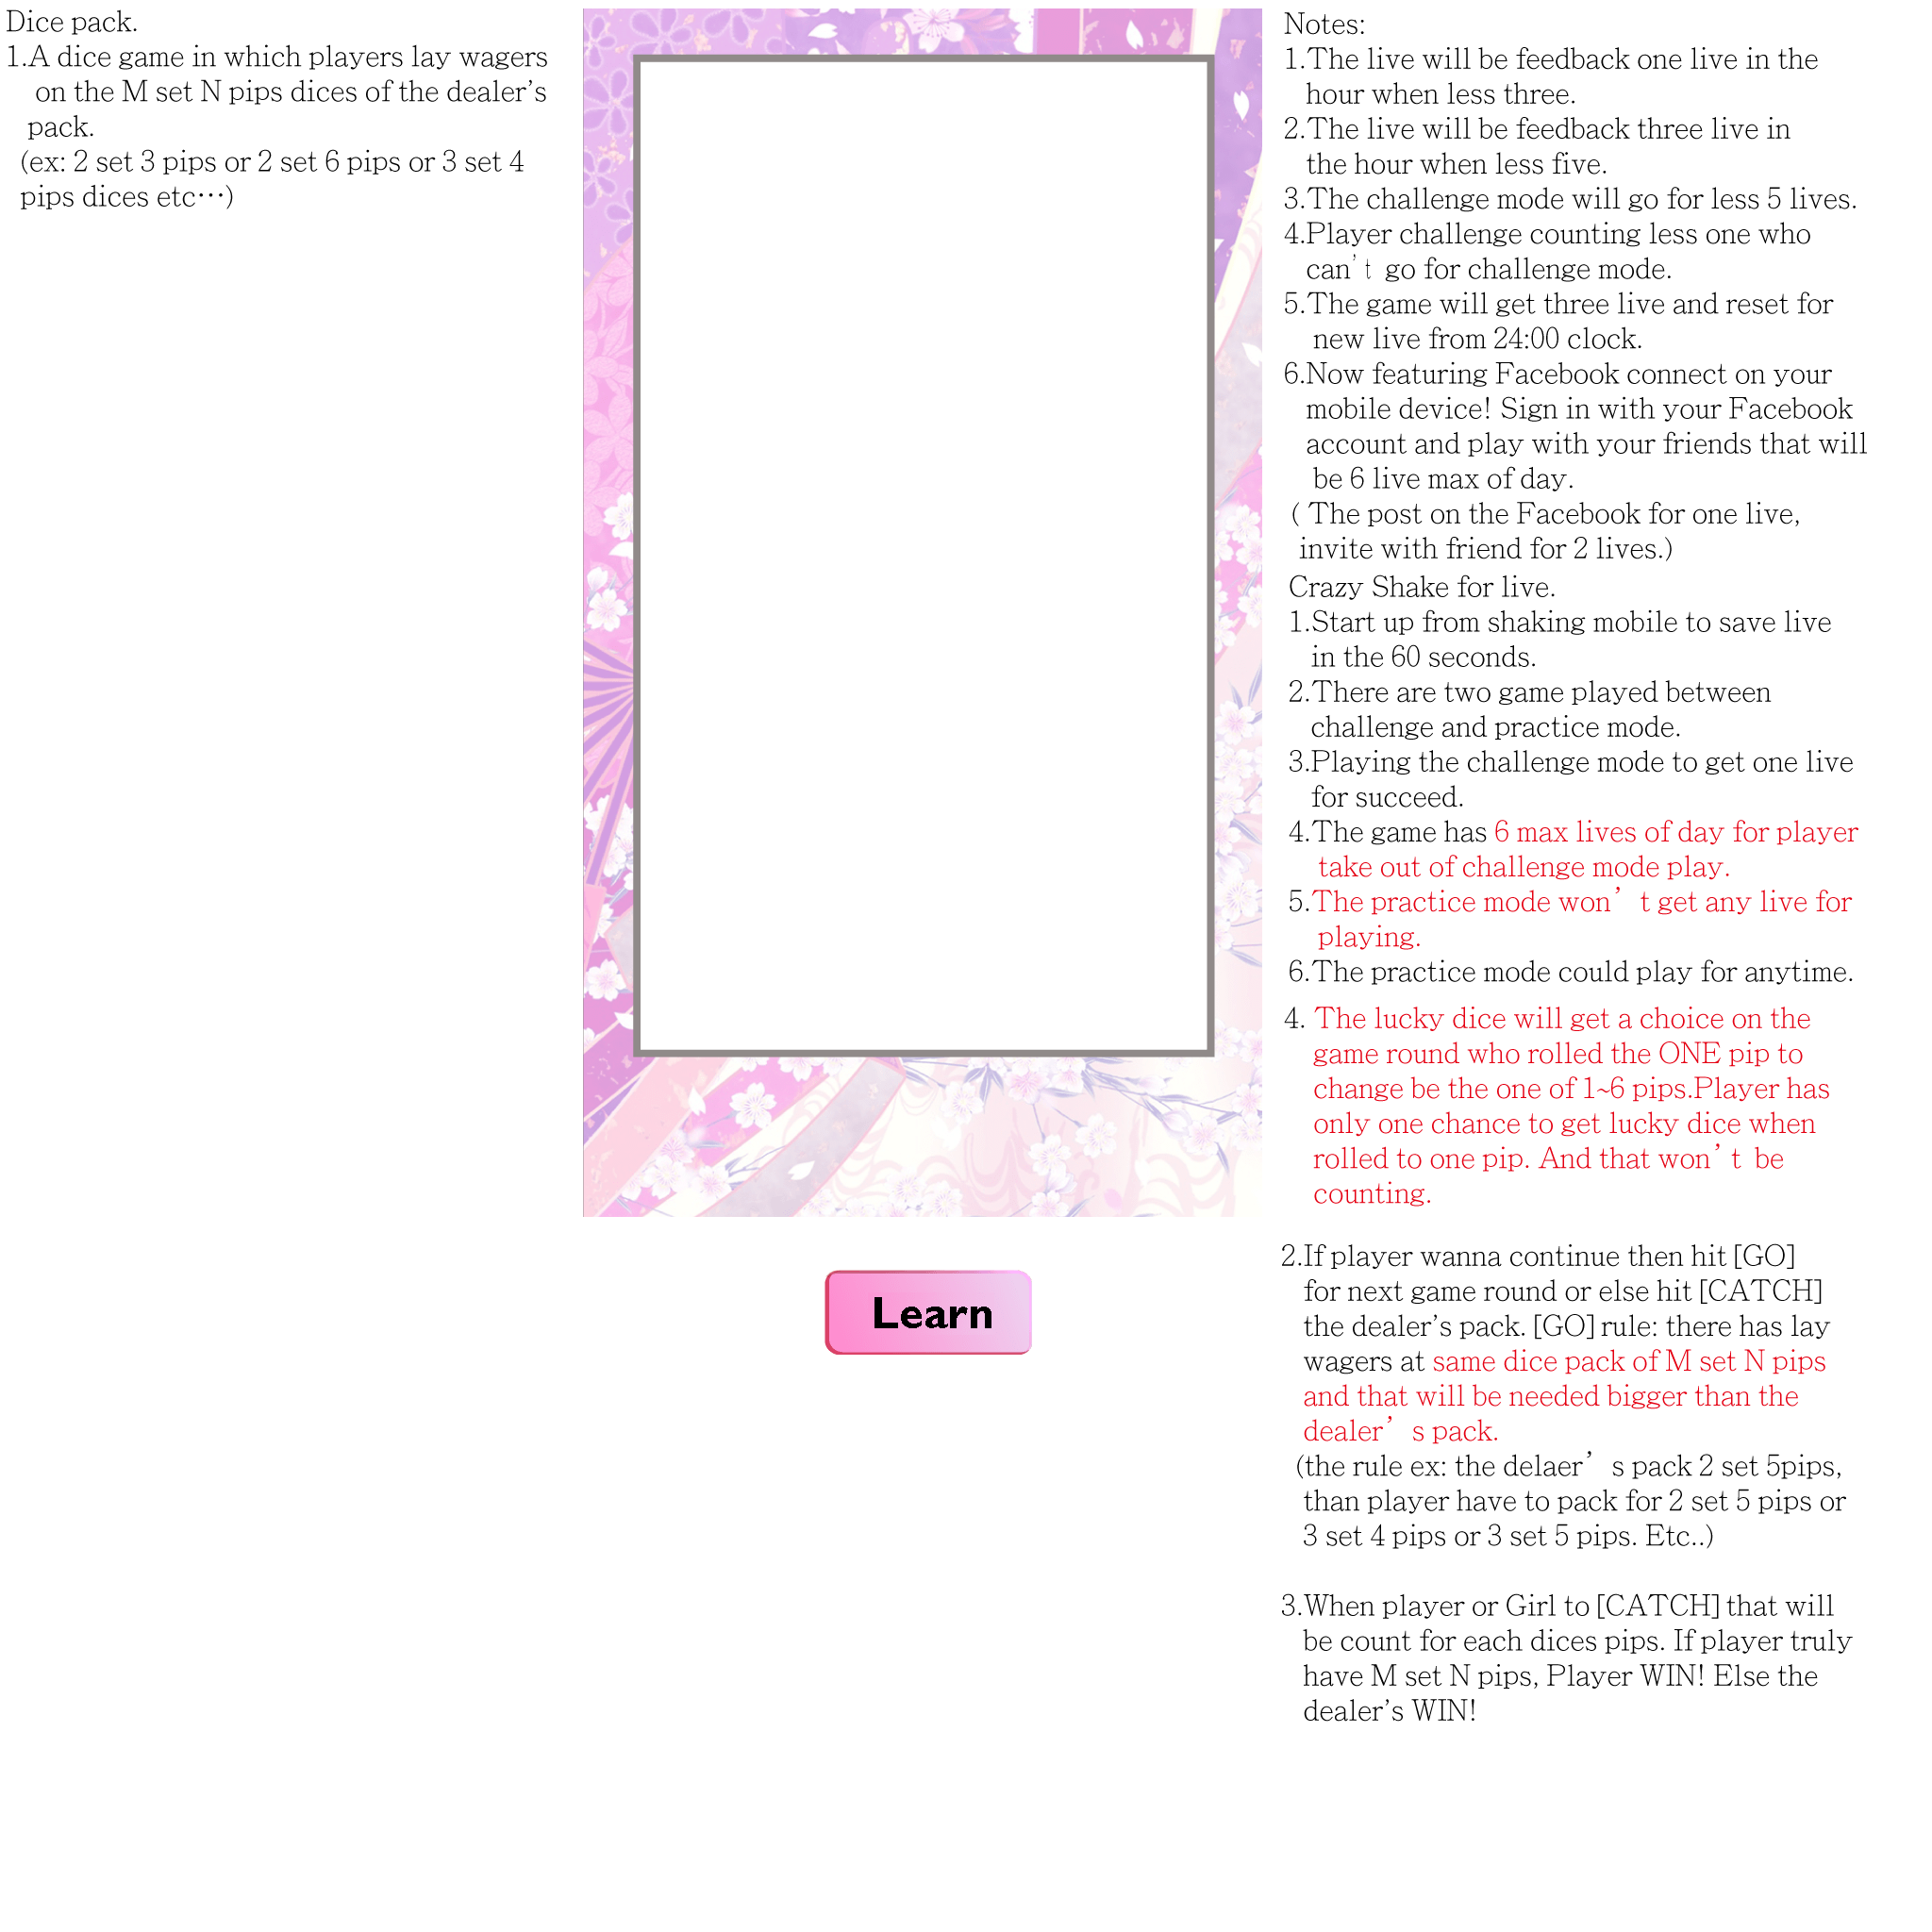 Dice pack.
1.A dice game in which players lay wagers
on the M set N pips dices of the dealer's
pack.
(ex: 2 set 3 pips or 2 set 6 pips or 3 set 4
pips dices etc⋯)
Notes:
1.The live will be feedback one live in the
hour when less three.
2.The live will be feedback three live in
the hour when less five.
3.The challenge mode will go for less 5 lives.
4.Player challenge counting less one who
can't go for challenge mode.
5.The game will get three live and reset for
new live from 24:00 clock.
6.Now featuring Facebook connect on your
mobile device! Sign in with your Facebook
account and play with your friends that will
be 6 live max of day.
( The post on the Facebook for one live,
invite with friend for 2 lives.)
Crazy Shake for live.
1.Start up from shaking mobile to save live
in the 60 seconds.
2.There are two game played between
challenge and practice mode.
3.Playing the challenge mode to get one live
for succeed.
4.The game has 6 max lives of day for player
take out of challenge mode play.
5.The practice mode won't get any live for
playing.
6.The practice mode could play for anytime.
4. The lucky dice will get a choice on the
game round who rolled the ONE pip to
change be the one of 1~6 pips.Player has
only one chance to get lucky dice when
rolled to one pip. And that won't be
counting.
2.If player wanna continue then hit [GO]
for next game round or else hit [CATCH]
the dealer's pack. [GO] rule: there has lay
wagers at same dice pack of M set N pips
and that will be needed bigger than the
dealer's pack.
(the rule ex: the delaer's pack 2 set 5pips,
than player have to pack for 2 set 5 pips or
3 set 4 pips or 3 set 5 pips. Etc..)
3.When player or Girl to [CATCH] that will
be count for each dices pips. If player truly
have M set N pips, Player WIN! Else the
dealer's WIN!
Learn